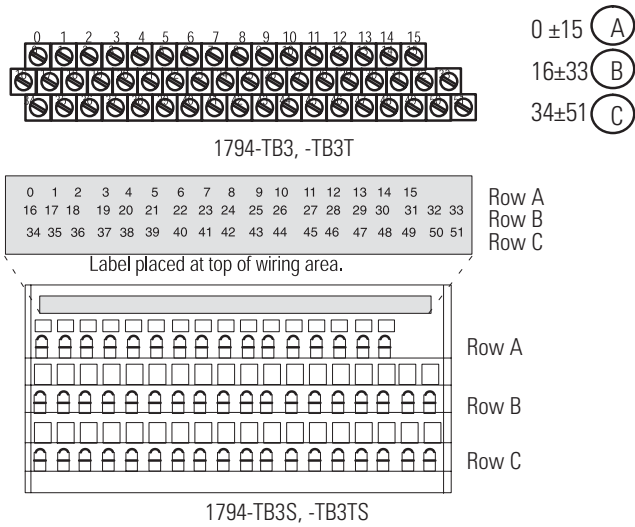 0 1 2 3 4 5 6 7 8 9 10 11 12 13 14 15
0 ±15 A
16±33 B
34±51 C
1794-TB3, -TB3T
0 1 2 3 4 5 6 7 8 9 10 11 12 13 14 15 Row A
16 17 18 19 20 21 22 23 24 25 26 27 28 29 30 31 32 33 Row B
34 35 36 37 38 39 40 41 42 43 44 45 46 47 48 49 50 51 Row C
Label placed at top of wiring area.
Row A
Row B
Row C
1794-TB3S, -TB3TS